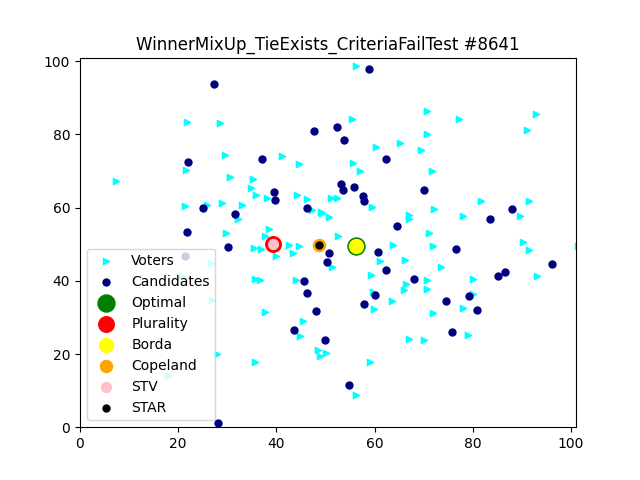 WinnerMixUp_TieExists_CriteriaFailTest #8641
100
80
60
40
20
0
Voters
Candidates
Optimal
Plurality
Borda
Copeland
STV
STAR
0 20 40 60 80 100